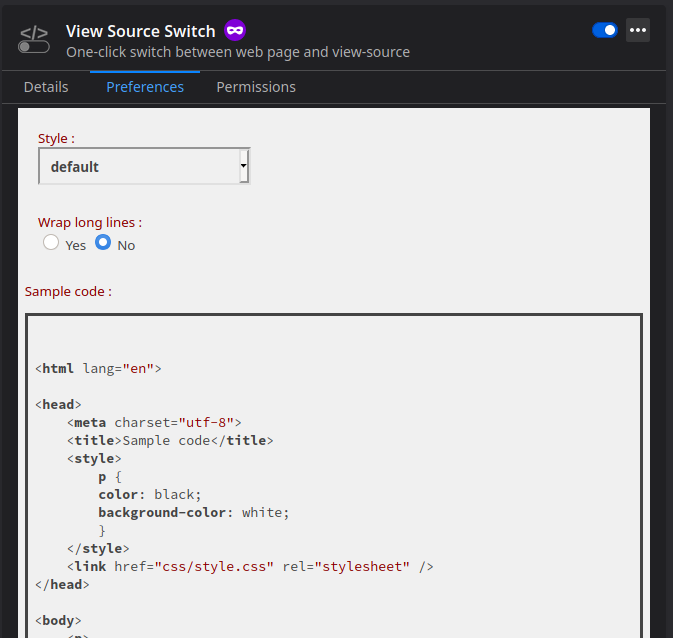 View Source Switch
One-click switch between web page and view-source
Details Preferences Permissions
Style :
default
Wrap long lines :
Yes No
Sample code :
<html lang="en">
<head>
<meta charset="utf-8">
<title>Sample code</title>
<style>
p {
color: black;
background-color: white;
}
</style>
<link href="css/style.css" rel="stylesheet" />
</head>
<body>